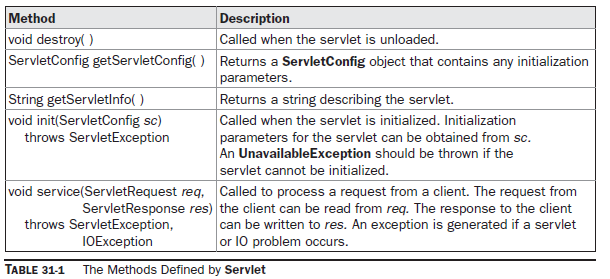 Method Description
void destroy( ) Called when the servlet is unloaded.
ServletConfig getServletConfig( ) Returns a ServletConfig object that contains any initialization
parameters.
String getServletInfo( ) Returns a string describing the servlet.
void init(ServletConfig sc) Called when the servlet is initialized. Initialization
throws ServletException parameters for the servlet can be obtained from sc.
An UnavailableException should be thrown if the
servlet cannot be initialized.
void service(ServletRequest req, Called to process a request from a client. The request from
ServletResponse res) the client can be read from req. The response to the client
throws ServletException, can be written to res. An exception is generated if a servlet
IOException or IO problem occurs.
TABLE 31-1 The Methods Defined by Servlet